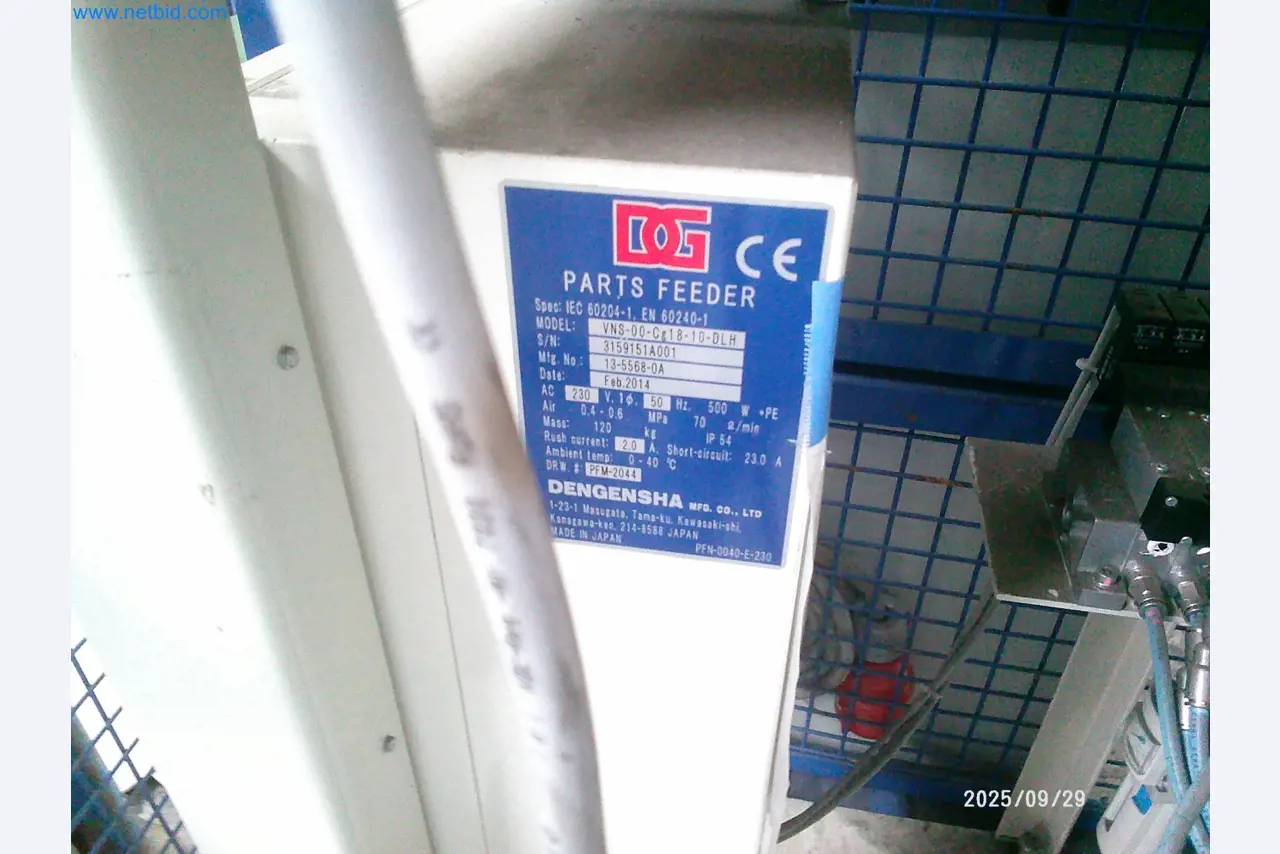 www.netbid.com
DG CE
PARTS FEEDER
Spec: IEC 60204-1, EN 60240-1
MODEL: VNS-00-Cg18-10-DLH
S/N: 3159151A001
Mfg. No.: 13-5568-0A
Date: Feb.2014
AC 230 V. 1Φ. 50 Hz. 500 W +PE
Air 0.4-0.6 MPa 70 ℓ/min
Mass: 120 kg IP 54
Rush current: 2.0 A. Short-circuit: 23.0 A
Ambient temp: 0-40 ℃
DRW. #: PFM-2044
DENGENSHA MFG. CO., LTD
1-23-1 Masugata, Tama-ku, Kawasaki-shi,
Kanagawa-ken, 214-8588 JAPAN
MADE IN JAPAN PFN-0040-E-230
2025/09/29